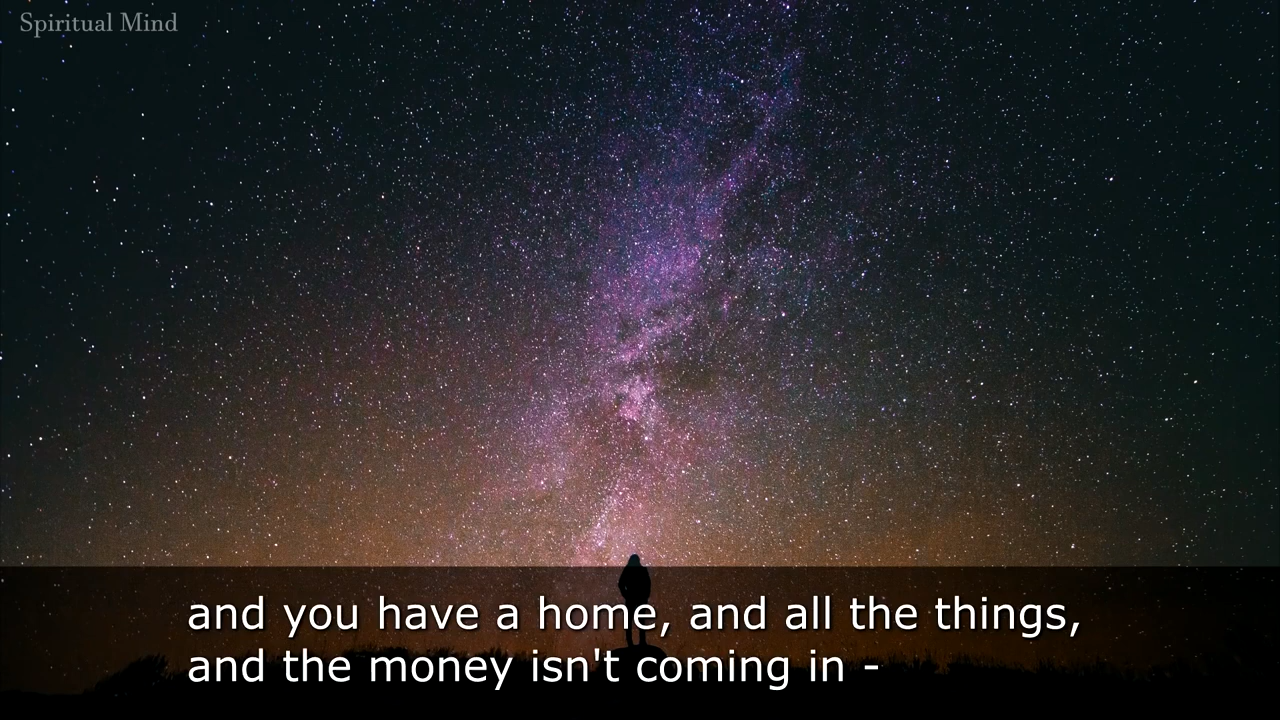 Spiritual Mind
and you have a home, and all the things,
and the money isn't coming in -